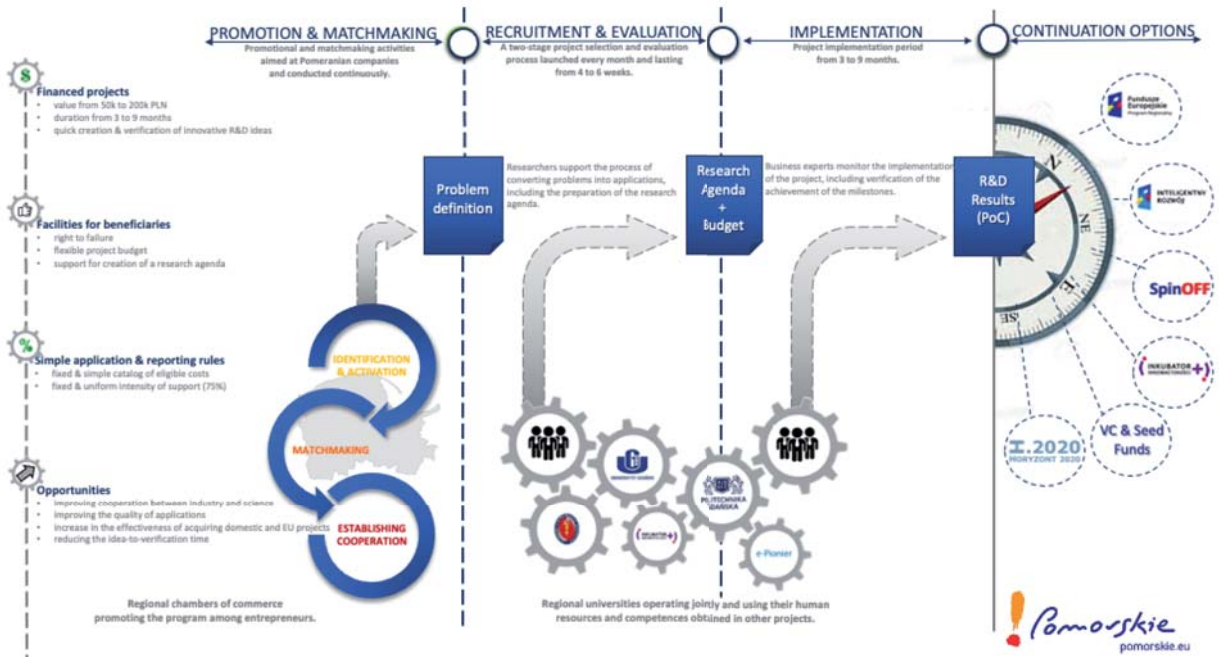 PROMOTION & MATCHMAKING
Promotional and matchmaking activities
aimed at Pomeranian companies
and conducted continuously.
RECRUITMENT & EVALUATION
A two-stage project selection and evaluation
process launched every month and lasting
from 4 to 6 weeks.
IMPLEMENTATION
Project implementation period
from 3 to 9 months.
CONTINUATION OPTIONS
$
Financed projects
• value from 50k to 200k PLN
• duration from 3 to 9 months
• quick creation & verification of innovative R&D ideas
Facilities for beneficiaries
• right to failure
• flexible project budget
• support for creation of a research agenda
%
Simple application & reporting rules
• fixed & simple catalog of eligible costs
• fixed & uniform intensity of support (75%)
Opportunities
• improving cooperation between industry and science
• improving the quality of applications
• increase in the effectiveness of acquiring domestic and EU projects
• reducing the idea-to-verification time
IDENTIFICATION
& ACTIVATION
MATCHMAKING
ESTABLISHING
COOPERATION
Regional chambers of commerce
promoting the program among entrepreneurs.
Problem
definition
Researchers support the process of
converting problems into applications,
including the preparation of the research
agenda.
Research
Agenda
+
Budget
Business experts monitor the implementation
of the project, including verification of the
achievement of the milestones.
R&D
Results
(PoC)
POLITECHNIKA
GDAŃSKA
e-Pionier
Regional universities operating jointly and using their human
resources and competences obtained in other projects.
N
NE
E
SE
Fundusze
Europejskie
Program Regionalny
INTELIGENTNY
ROZWÓJ
SpinOFF
INKUBATOR
INNOWACYJNOŚCI
+
VC & Seed
Funds
H.2020
HORYZONT 2020
Pomorskie
pomorskie.eu